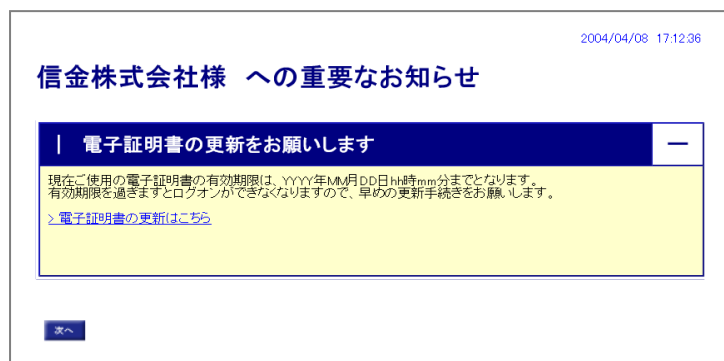 2004/04/08 17:12:36
信金株式会社様 への重要なお知らせ
| 電子証明書の更新をお願いします
現在ご使用の電子証明書の有効期限は、YYYY年MM月DD日hh時mm分までとなります。
有効期限を過ぎますとログオンができなくなりますので、早めの更新手続きをお願いします。
> 電子証明書の更新はこちら
次へ